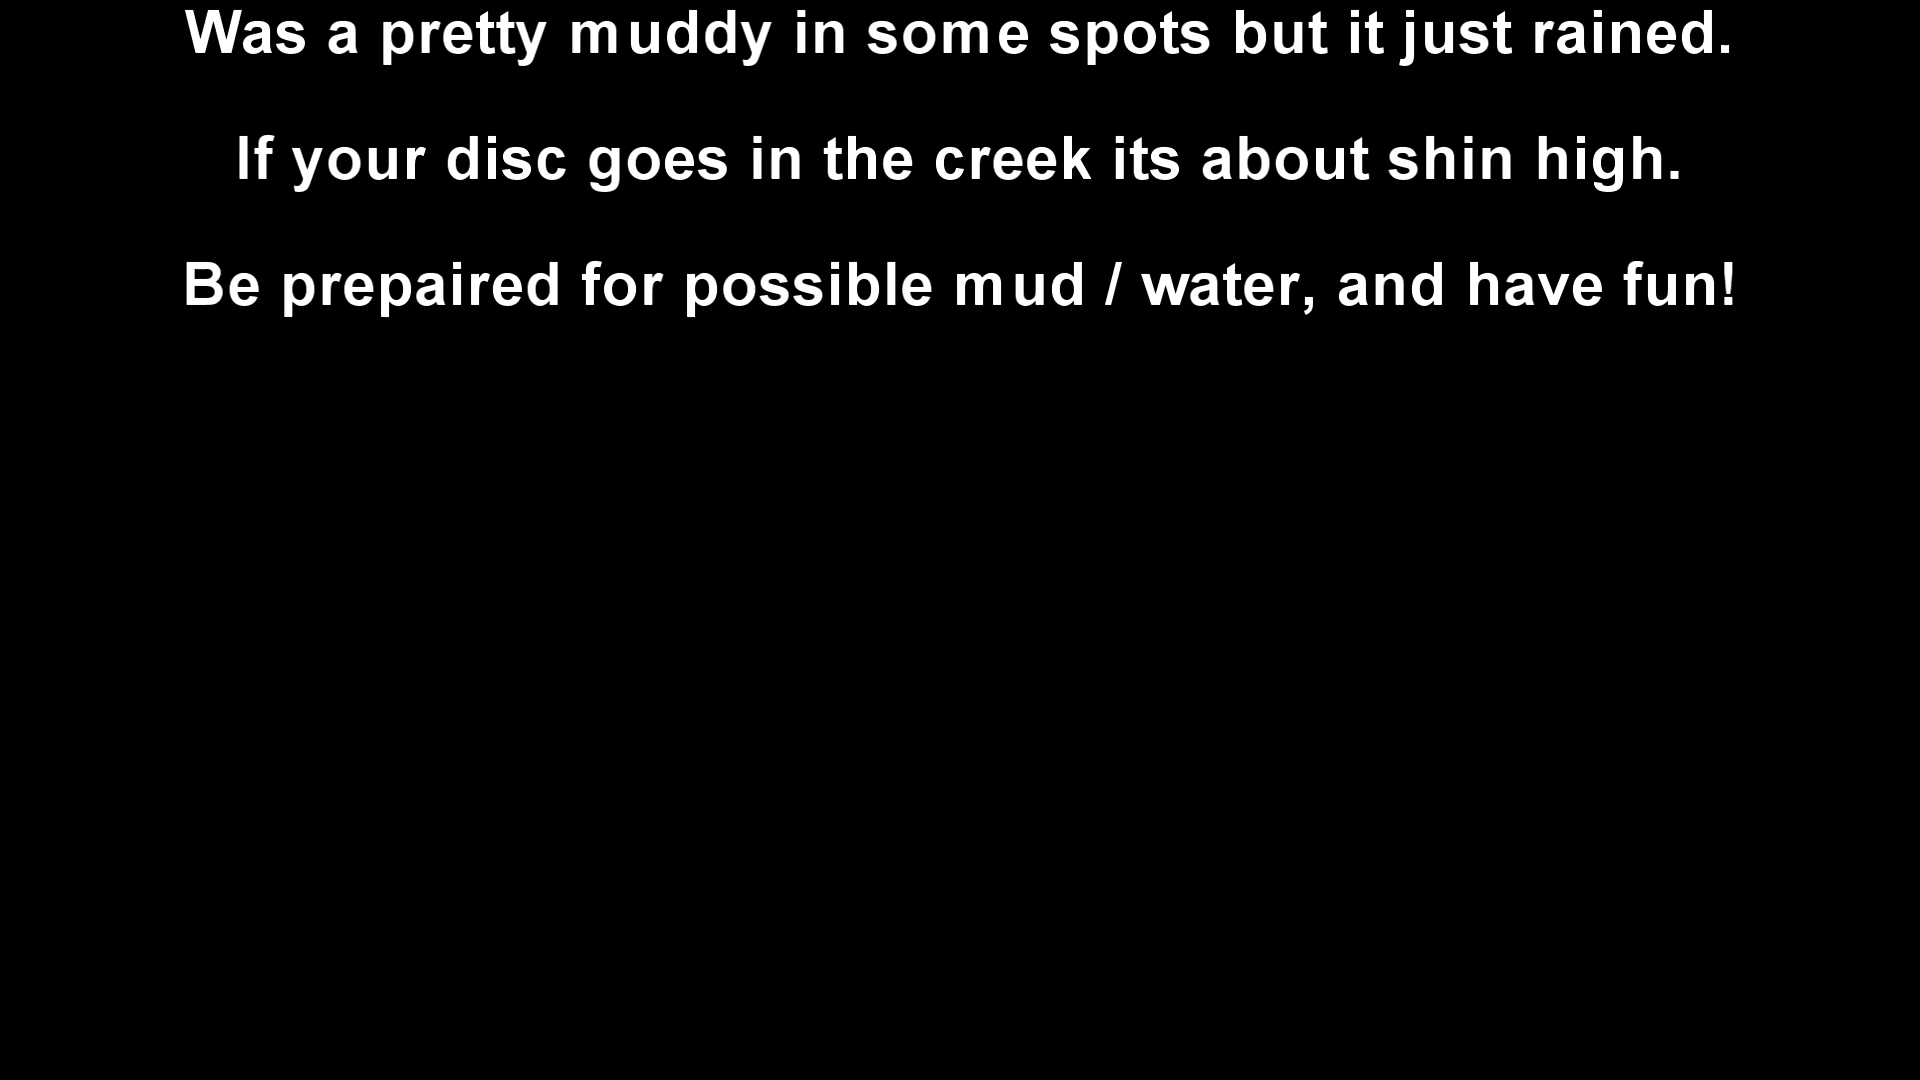 Was a pretty muddy in some spots but it just rained.
If your disc goes in the creek its about shin high.
Be prepaired for possible mud / water, and have fun!